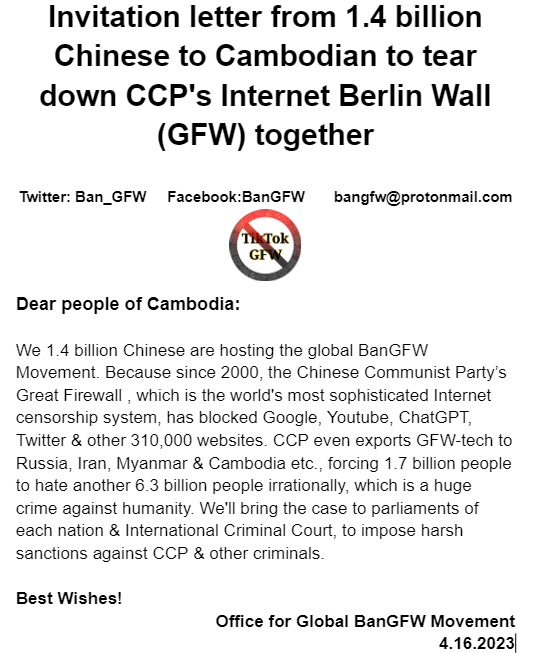 Invitation letter from 1.4 billion
Chinese to Cambodian to tear
down CCP's Internet Berlin Wall
(GFW) together
Twitter: Ban_GFW Facebook:BanGFW bangfw@protonmail.com
TikTok
GFW
Dear people of Cambodia:
We 1.4 billion Chinese are hosting the global BanGFW
Movement. Because since 2000, the Chinese Communist Party’s
Great Firewall , which is the world's most sophisticated Internet
censorship system, has blocked Google, Youtube, ChatGPT,
Twitter & other 310,000 websites. CCP even exports GFW-tech to
Russia, Iran, Myanmar & Cambodia etc., forcing 1.7 billion people
to hate another 6.3 billion people irrationally, which is a huge
crime against humanity. We'll bring the case to parliaments of
each nation & International Criminal Court, to impose harsh
sanctions against CCP & other criminals.
Best Wishes!
Office for Global BanGFW Movement
4.16.2023